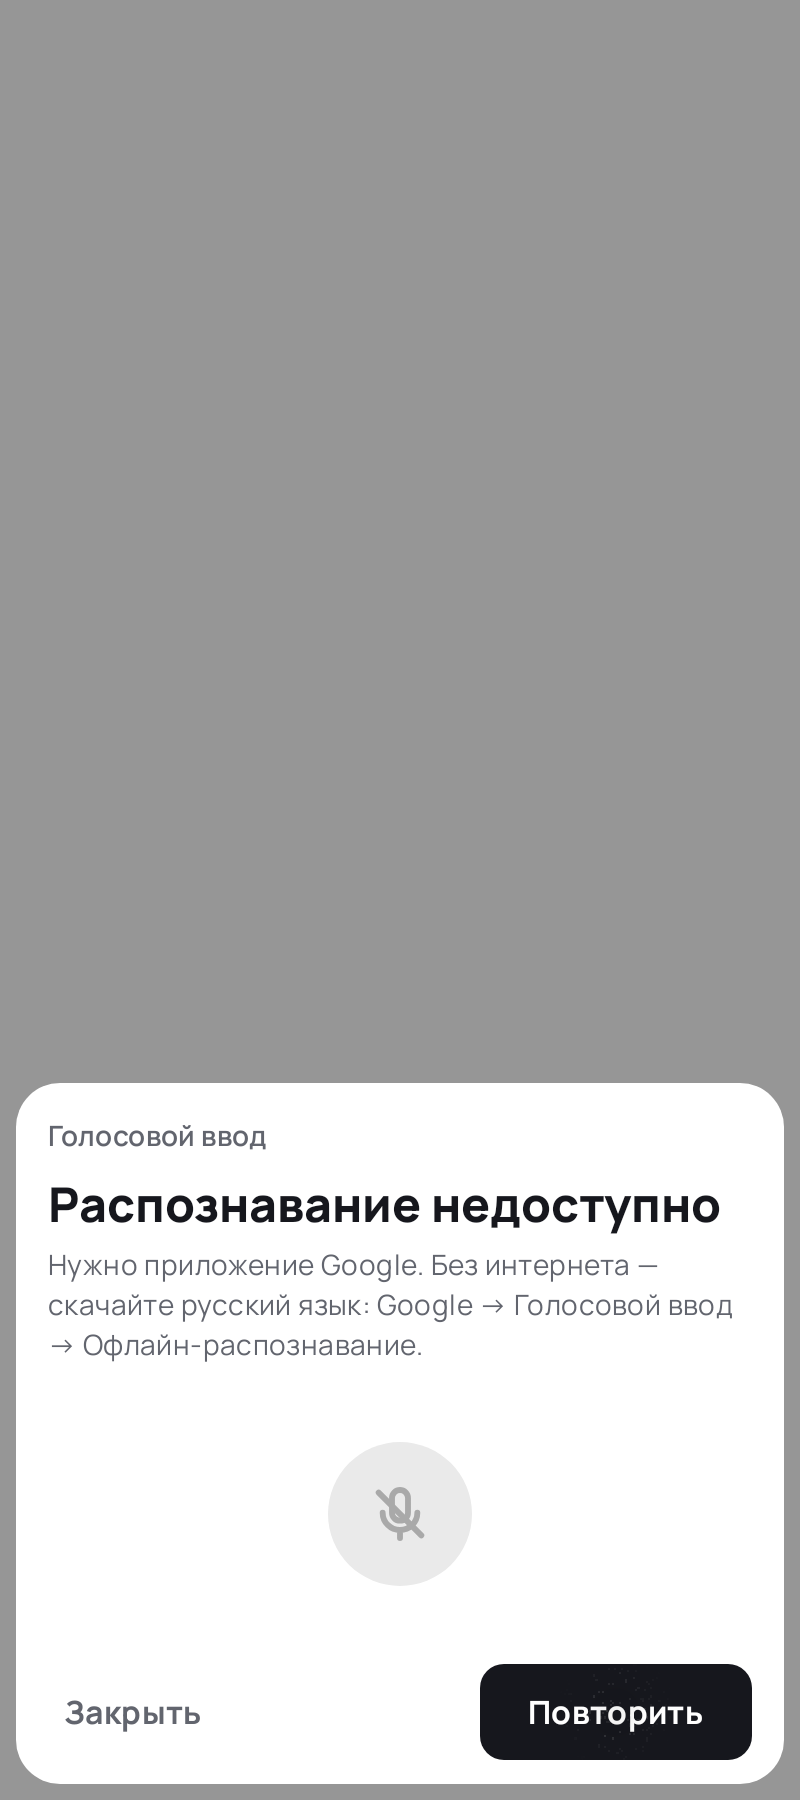 Голосовой ввод
Распознавание недоступно
Нужно приложение Google. Без интернета —
скачайте русский язык: Google → Голосовой ввод
→ Офлайн-распознавание.
Закрыть
Повторить